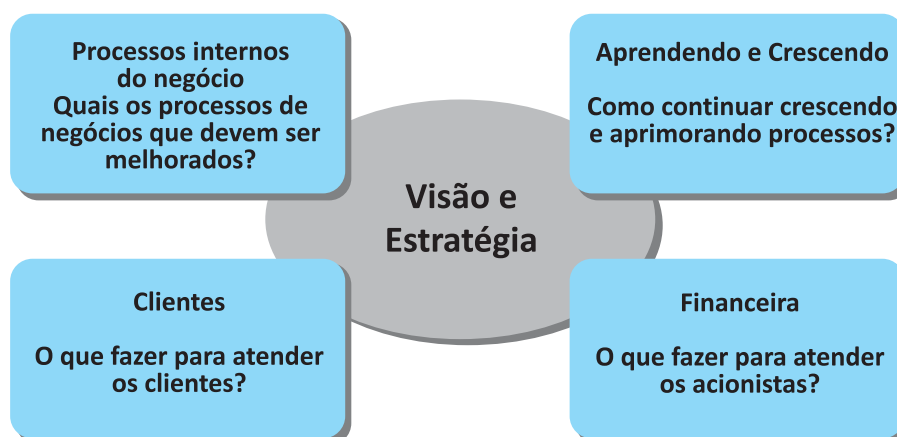 Processos internos
do negócio
Quais os processos de
negócios que devem ser
melhorados?
Aprendendo e Crescendo
Como continuar crescendo
e aprimorando processos?
Visão e
Estratégia
Clientes
O que fazer para atender
os clientes?
Financeira
O que fazer para atender
os acionistas?